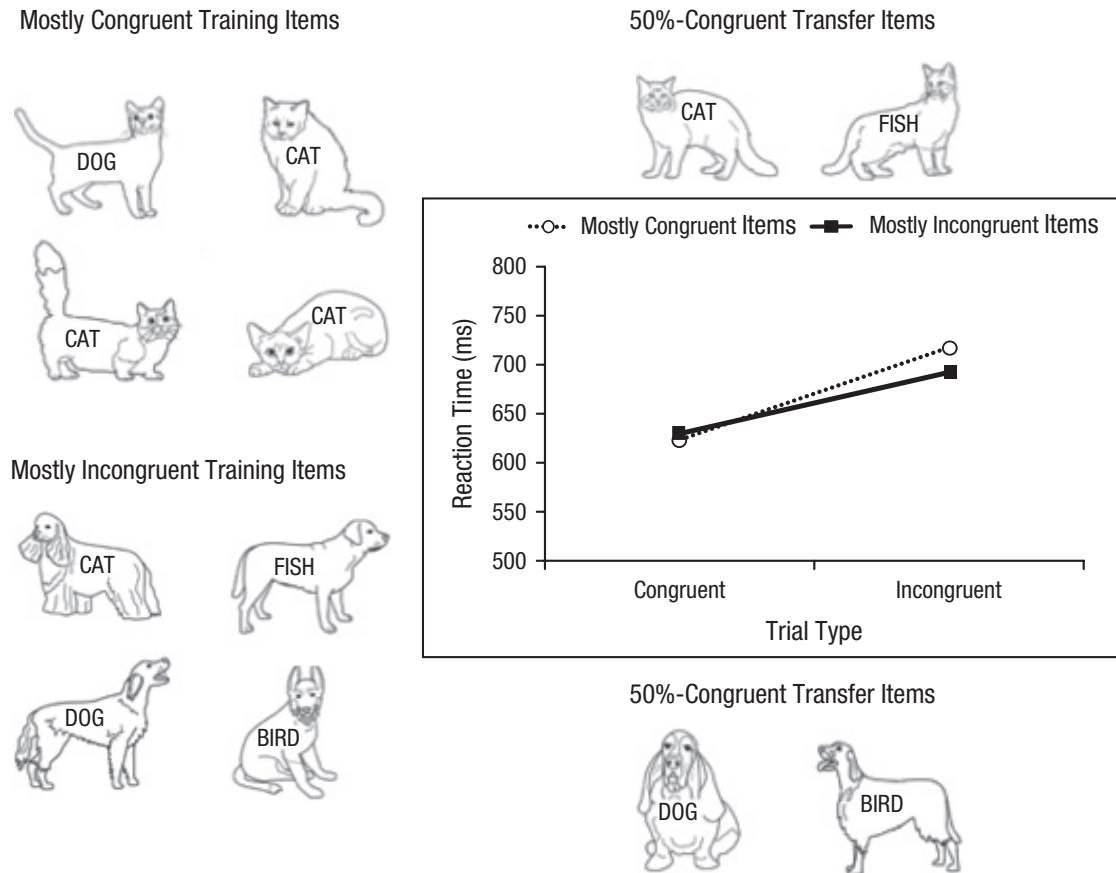 Mostly Congruent Training Items
DOG
CAT
CAT
CAT
Mostly Incongruent Training Items
CAT
FISH
DOG
BIRD
50%-Congruent Transfer Items
CAT
FISH
Mostly Congruent Items
Mostly Incongruent Items
Reaction Time (ms)
800
750
700
650
600
550
500
Congruent
Incongruent
Trial Type
50%-Congruent Transfer Items
DOG
BIRD